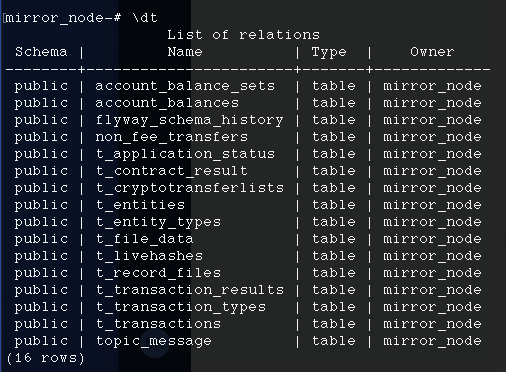 mirror_node-# \dt
List of relations
Schema | Name | Type | Owner
--------+-----------------------+-------+-------------
public | account_balance_sets | table | mirror_node
public | account_balances | table | mirror_node
public | flyway_schema_history | table | mirror_node
public | non_fee_transfers | table | mirror_node
public | t_application_status | table | mirror_node
public | t_contract_result | table | mirror_node
public | t_cryptotransferlists | table | mirror_node
public | t_entities | table | mirror_node
public | t_entity_types | table | mirror_node
public | t_file_data | table | mirror_node
public | t_livehashes | table | mirror_node
public | t_record_files | table | mirror_node
public | t_transaction_results | table | mirror_node
public | t_transaction_types | table | mirror_node
public | t_transactions | table | mirror_node
public | topic_message | table | mirror_node
(16 rows)